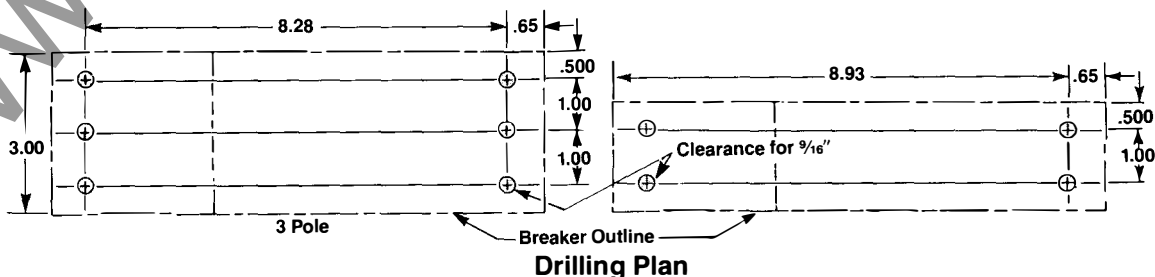 8.28 .65
.500
1.00
3.00
1.00
3 Pole
8.93 .65
.500
1.00
Clearance for 9/16"
Breaker Outline
Drilling Plan